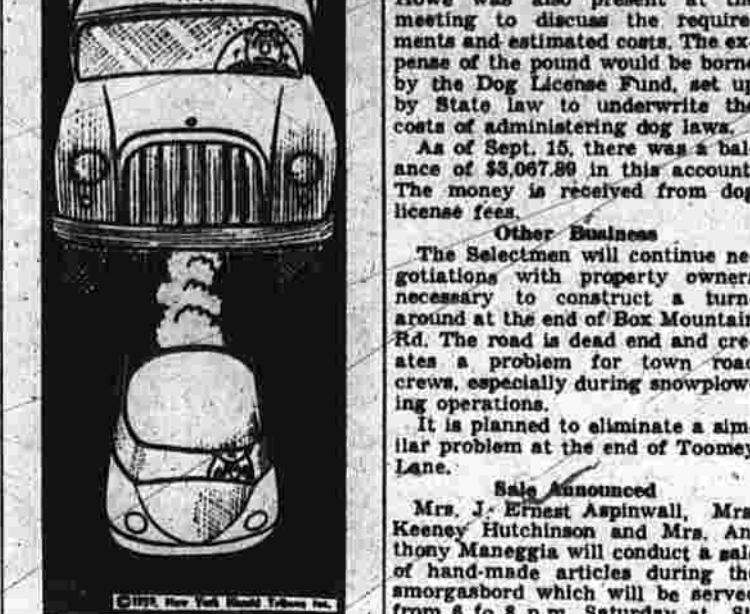 ©1959, New York Herald Tribune Inc.
Howe was also present at the
meeting to discuss the require-
ments and estimated costs. The ex-
pense of the pound would be borne
by the Dog License Fund, set up
by State law to underwrite the
costs of administering dog laws.
As of Sept. 15, there was a bal-
ance of $3,067.80 in this account.
The money is received from dog
license fees.
Other Business
The Selectmen will continue ne-
gotiations with property owners
necessary to construct a turn-
around at the end of Box Mountain
Rd. The road is dead end and cre-
ates a problem for town road
crews, especially during snowplow-
ing operations.
It is planned to eliminate a sim-
ilar problem at the end of Toomey
Lane.
Sale Announced
Mrs. J. Ernest Aspinwall, Mrs.
Keeney Hutchinson and Mrs. An-
thony Maneggia will conduct a sale
of hand-made articles during the
smorgasbord which will be served
from 5 to 8 p.m. Saturday